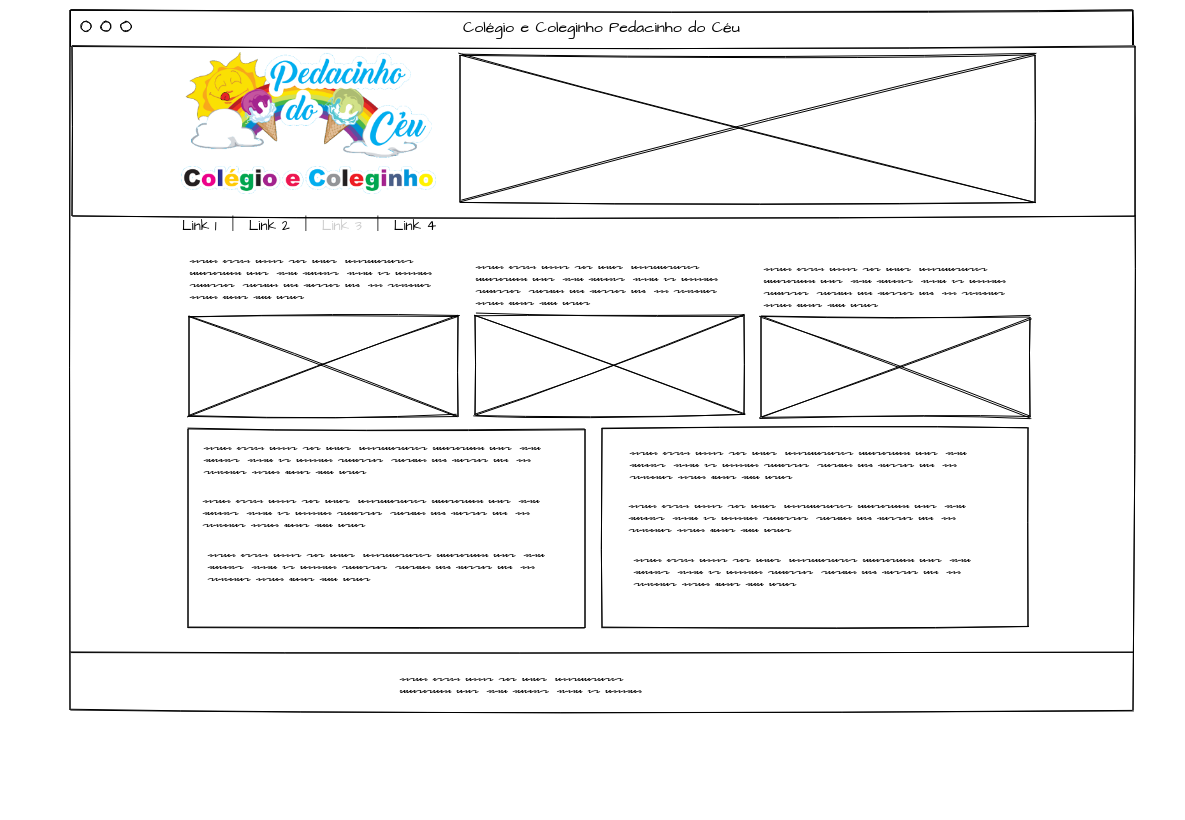 Colégio e Coleginho Pedacinho do Céu
Pedacinho
do
Céu
Colégio e Coleginho
Link 1 | Link 2 | Link 3 | Link 4